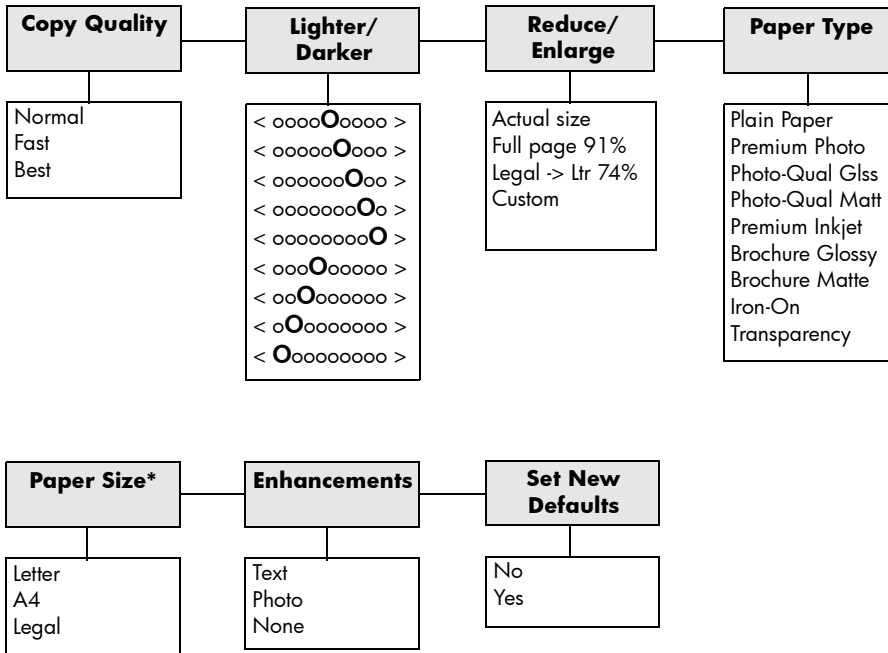 Copy Quality
Normal
Fast
Best
Lighter/
Darker
< ooooOoooo >
< oooooOooo >
< ooooooOoo >
< oooooooOo >
< ooooooooO >
< oooOooooo >
< ooOoooooo >
< oOooooooo >
< Ooooooooo >
Reduce/
Enlarge
Actual size
Full page 91%
Legal -> Ltr 74%
Custom
Paper Type
Plain Paper
Premium Photo
Photo-Qual Glss
Photo-Qual Matt
Premium Inkjet
Brochure Glossy
Brochure Matte
Iron-On
Transparency
Paper Size*
Letter
A4
Legal
Enhancements
Text
Photo
None
Set New
Defaults
No
Yes